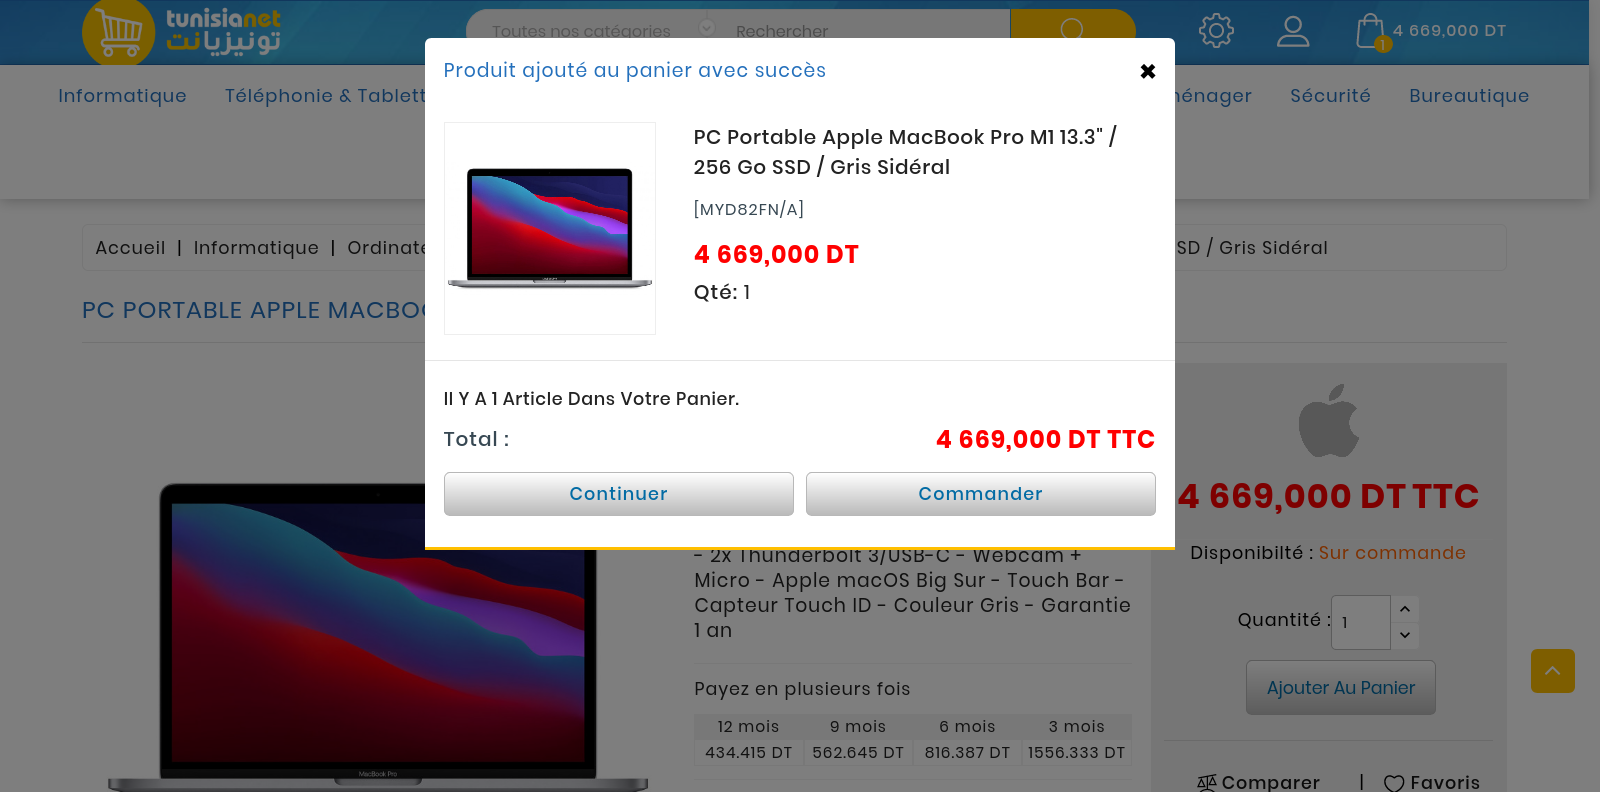 tunisianet
تونيزيانت
Toutes nos catégories
Rechercher
1
4 669,000 DT
Informatique
Téléphonie & Tablett
énager
Sécurité
Bureautique
Produit ajouté au panier avec succès
PC Portable Apple MacBook Pro M1 13.3" /
256 Go SSD / Gris Sidéral
[MYD82FN/A]
4 669,000 DT
Qté: 1
Il Y A 1 Article Dans Votre Panier.
Total :
4 669,000 DT TTC
Continuer
Commander
Accueil | Informatique | Ordinate
SD / Gris Sidéral
PC PORTABLE APPLE MACBOO
4 669,000 DT TTC
Disponibilté : Sur commande
- 2x Thunderbolt 3/USB-C - Webcam +
Micro - Apple macOS Big Sur - Touch Bar -
Capteur Touch ID - Couleur Gris - Garantie
1 an
Quantité : 1
Ajouter Au Panier
Payez en plusieurs fois
12 mois 9 mois 6 mois 3 mois
434.415 DT 562.645 DT 816.387 DT 1556.333 DT
MacBook Pro
Comparer | Favoris